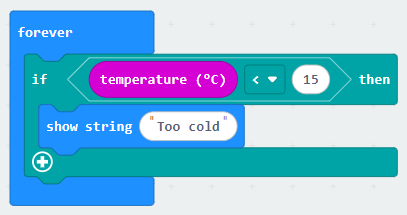 forever
if temperature (°C) < 15 then
show string "Too cold"